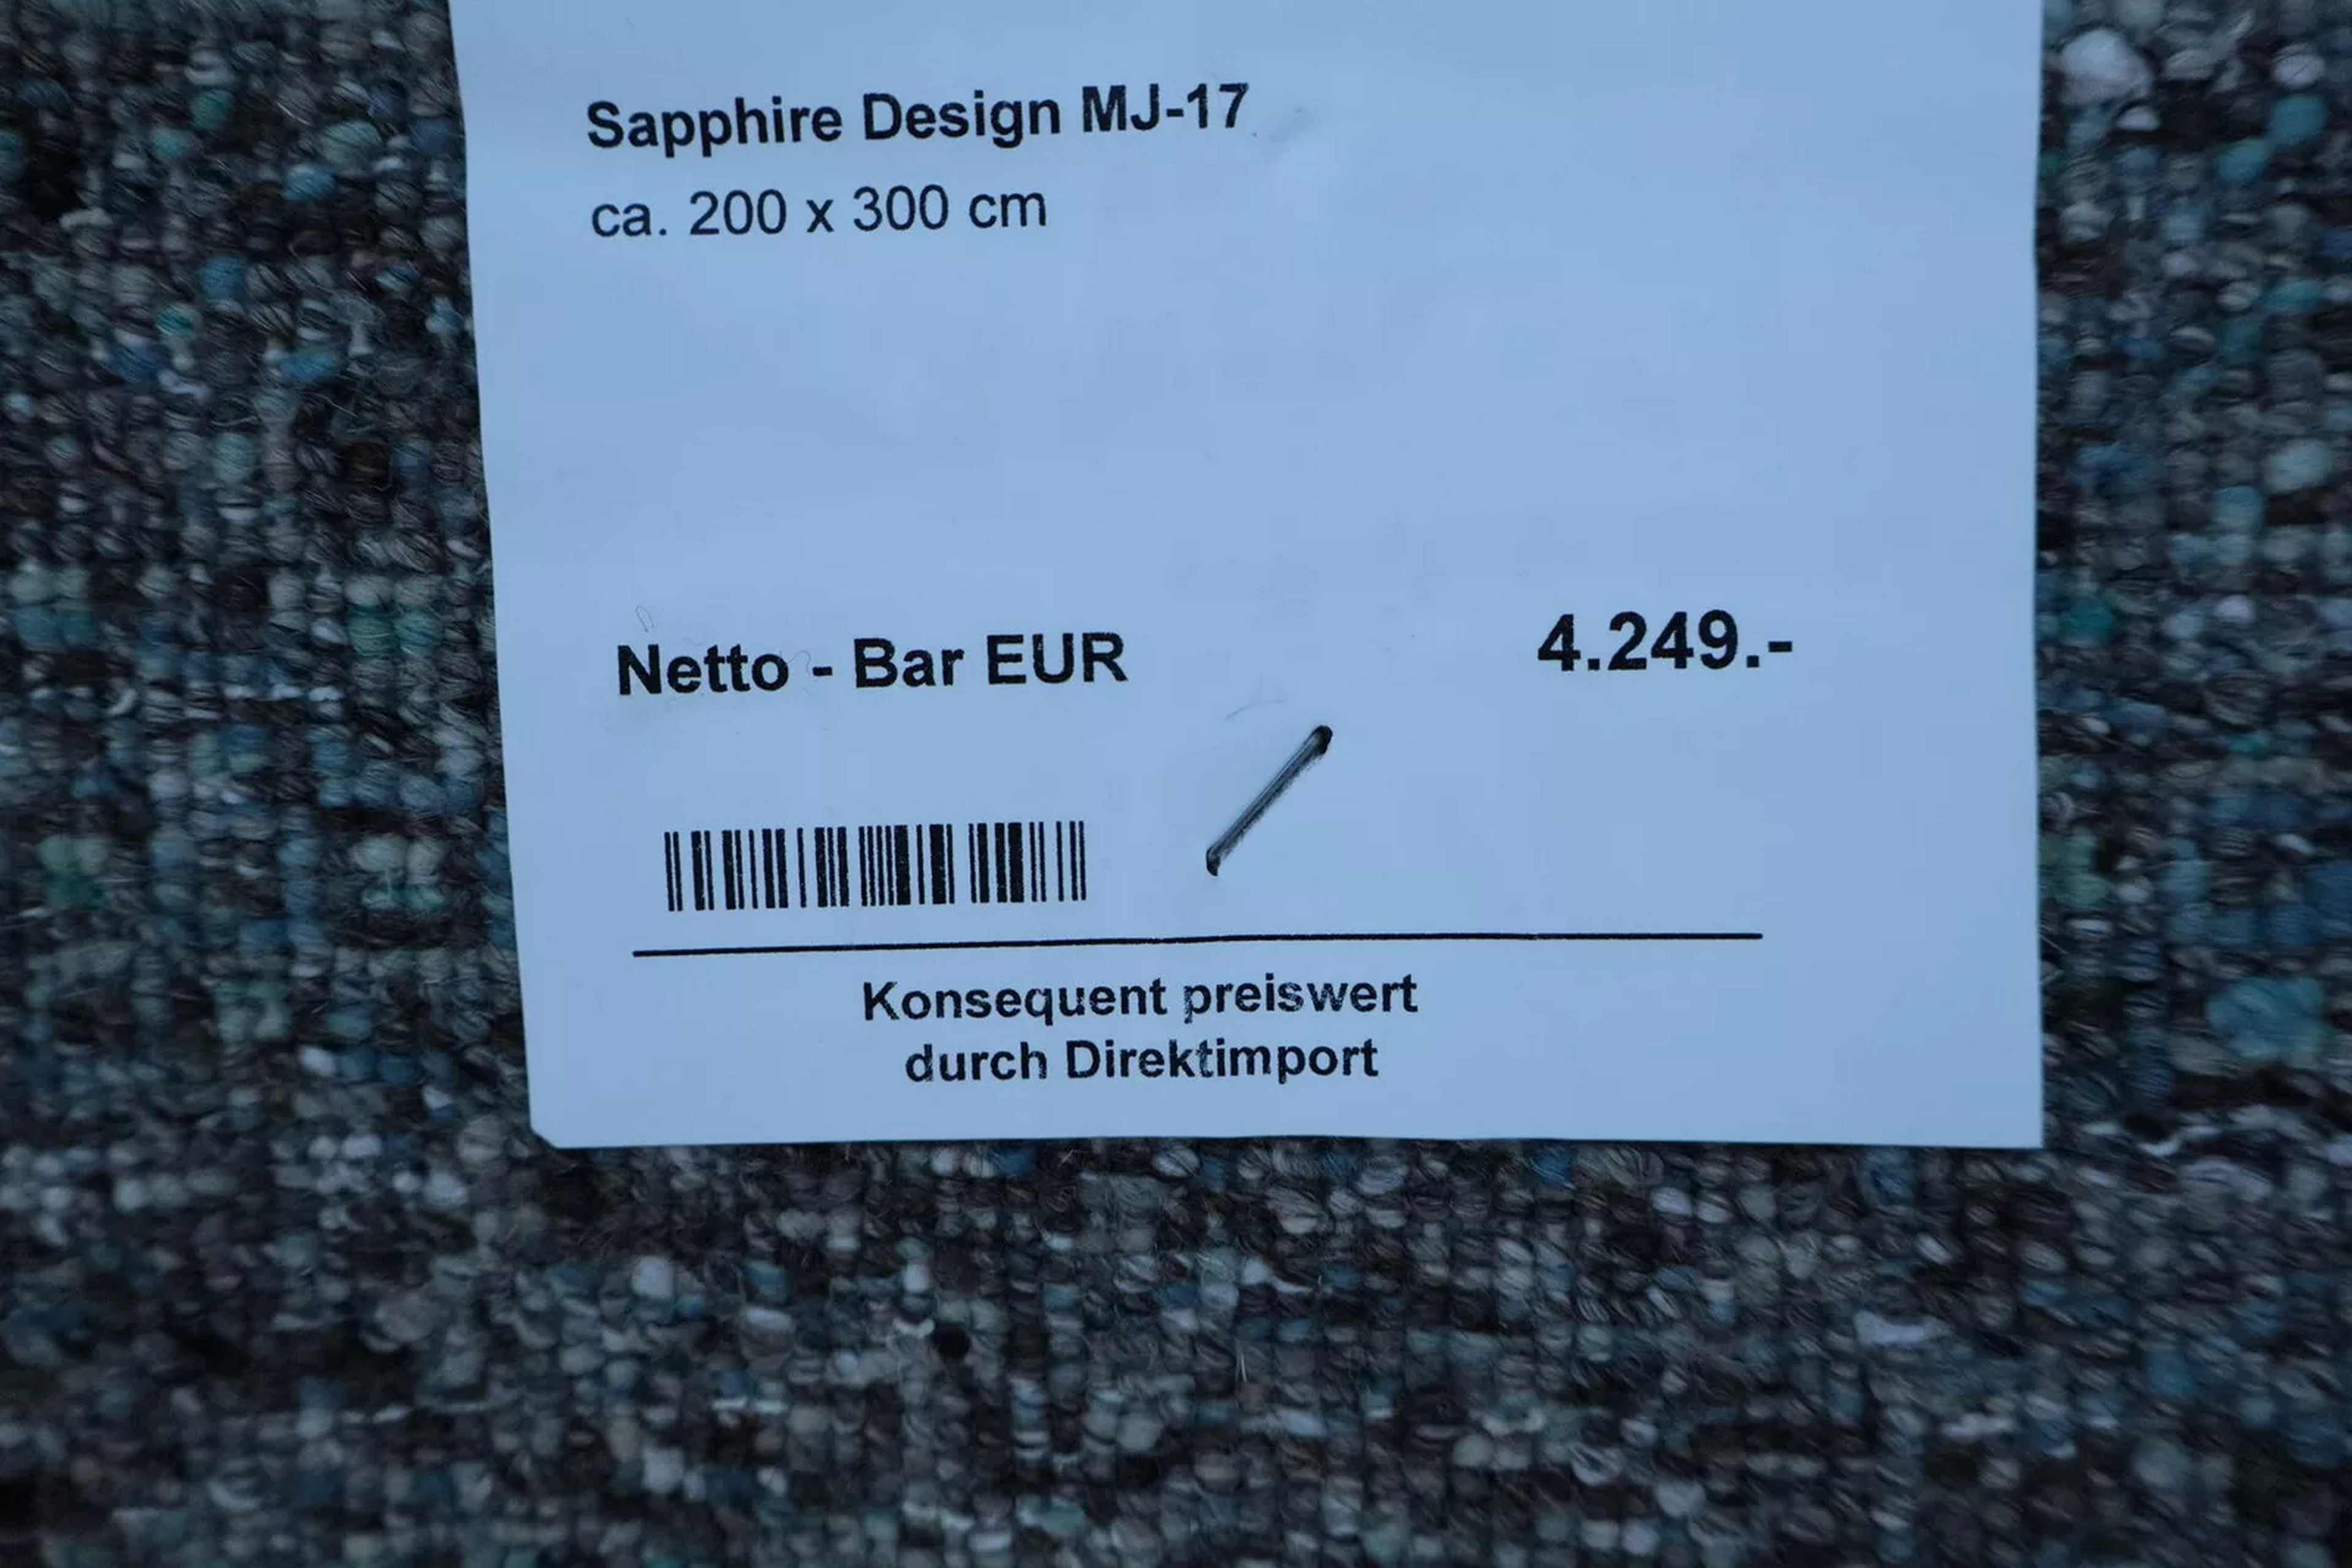 Sapphire Design MJ-17
ca. 200 x 300 cm
Netto - Bar EUR 4.249.-
Konsequent preiswert
durch Direktimport